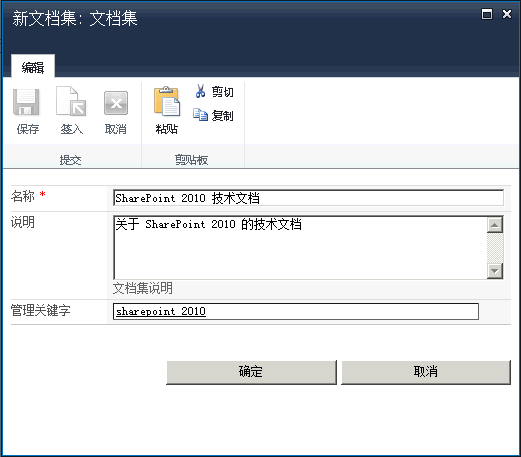 新文档集: 文档集
编辑
保存 签入 取消 粘贴 剪切 复制
提交 剪贴板
名称 * SharePoint 2010 技术文档
说明 关于 SharePoint 2010 的技术文档
文档集说明
管理关键字 sharepoint 2010
确定 取消